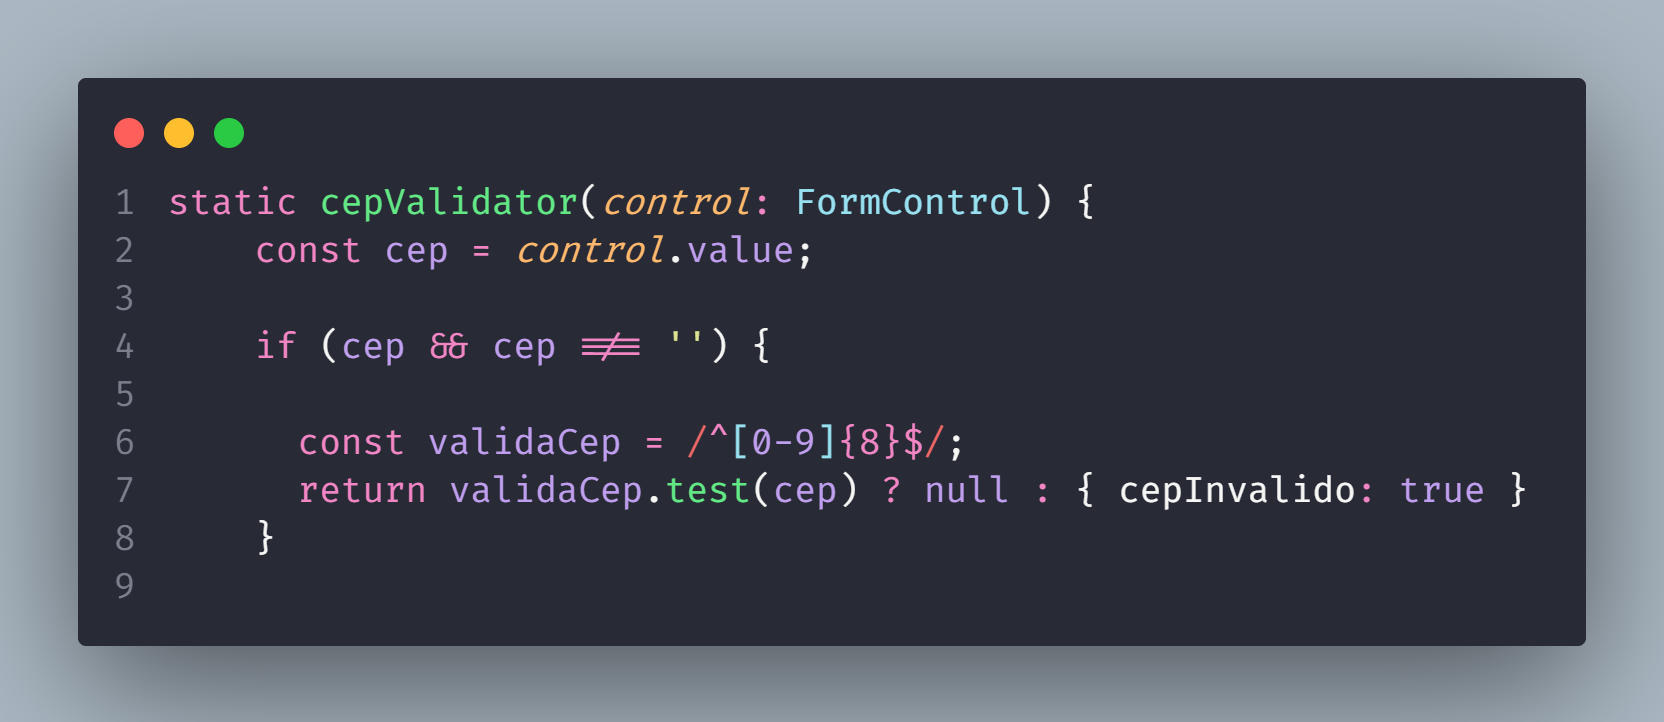 1 static cepValidator(control: FormControl) {
2 const cep = control.value;
3
4 if (cep && cep !== '') {
5
6 const validaCep = /^[0-9]{8}$/;
7 return validaCep.test(cep) ? null : { cepInvalido: true }
8 }
9